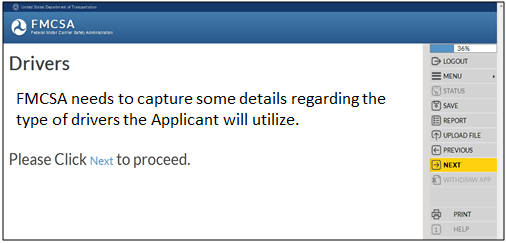 United States Department of Transportation
FMCSA
Federal Motor Carrier Safety Administration
36%
Drivers
FMCSA needs to capture some details regarding the
type of drivers the Applicant will utilize.
Please Click Next to proceed.
LOGOUT
MENU
STATUS
SAVE
REPORT
UPLOAD FILE
PREVIOUS
NEXT
WITHDRAW APP
PRINT
HELP